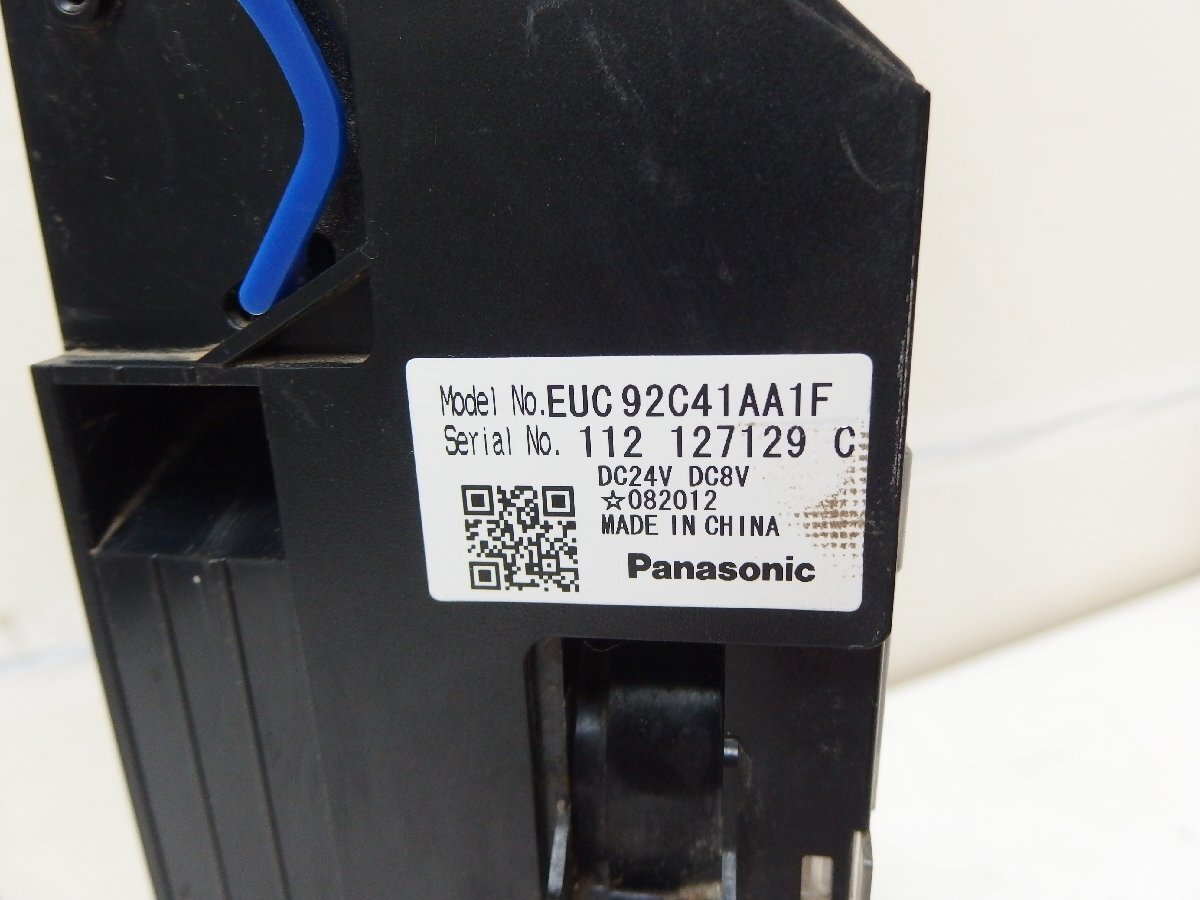 Model No.EUC92C41AA1F
Serial No. 112 127129 C
DC24V DC8V
☆082012
MADE IN CHINA
Panasonic